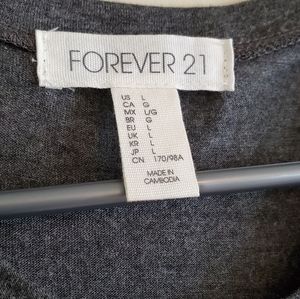 FOREVER 21
US L
CA G
MX L/G
BR G
EU L
UK L
KR L
JP L
CN 170/98A
MADE IN
CAMBODIA